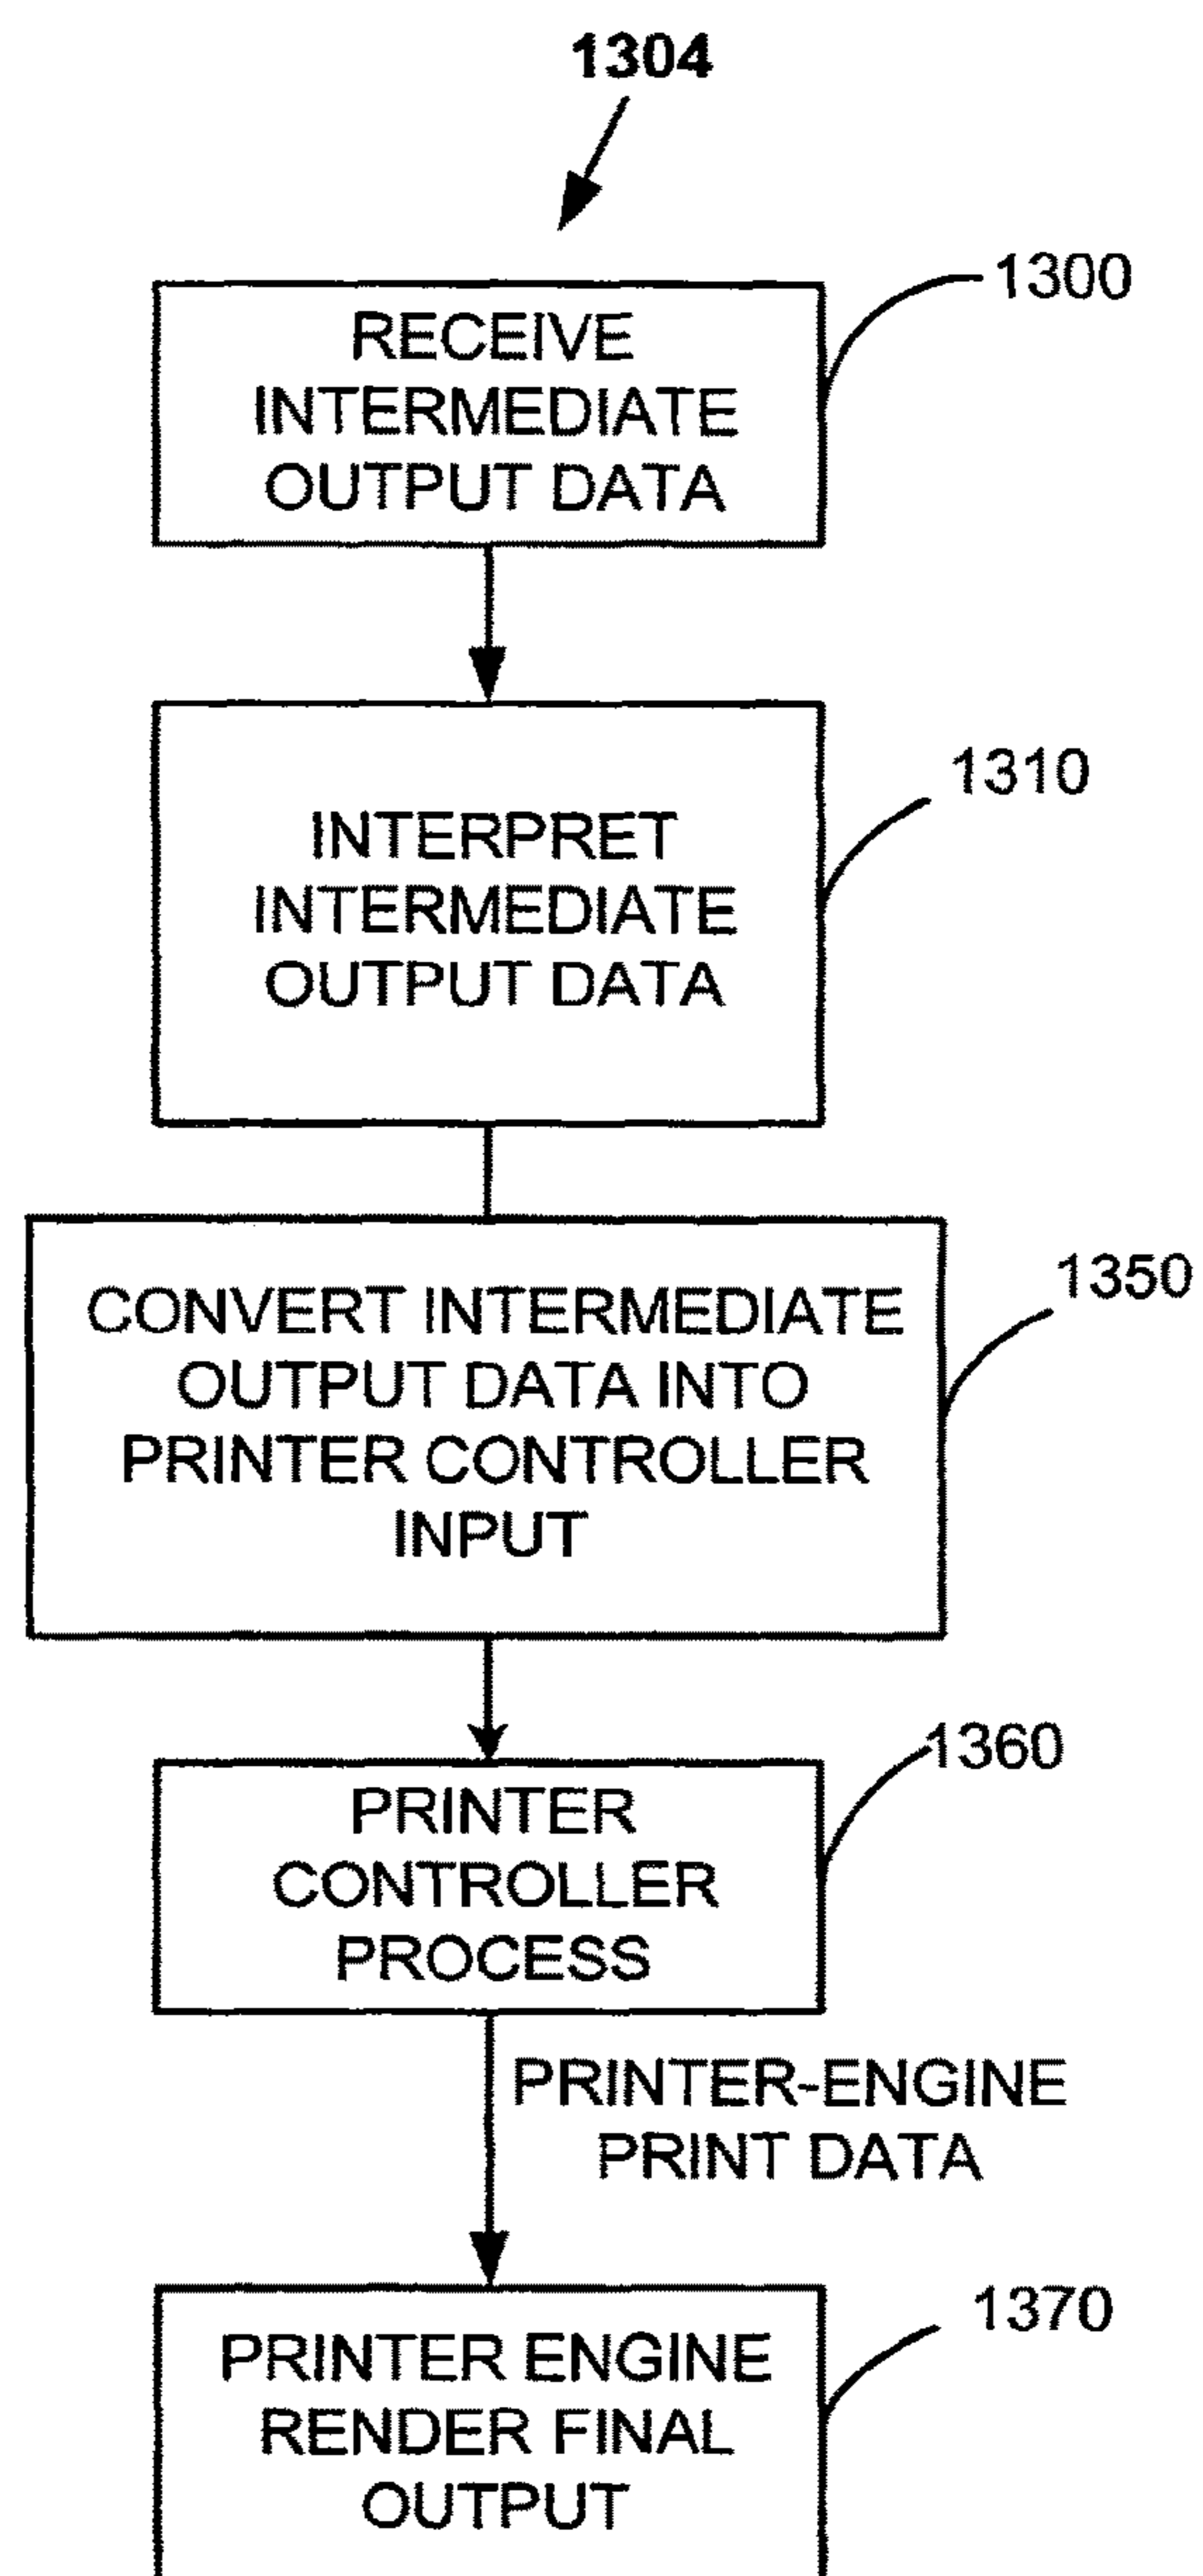 1304
1300
RECEIVE
INTERMEDIATE
OUTPUT DATA
1310
INTERPRET
INTERMEDIATE
OUTPUT DATA
1350
CONVERT INTERMEDIATE
OUTPUT DATA INTO
PRINTER CONTROLLER
INPUT
1360
PRINTER
CONTROLLER
PROCESS
PRINTER-ENGINE
PRINT DATA
1370
PRINTER ENGINE
RENDER FINAL
OUTPUT